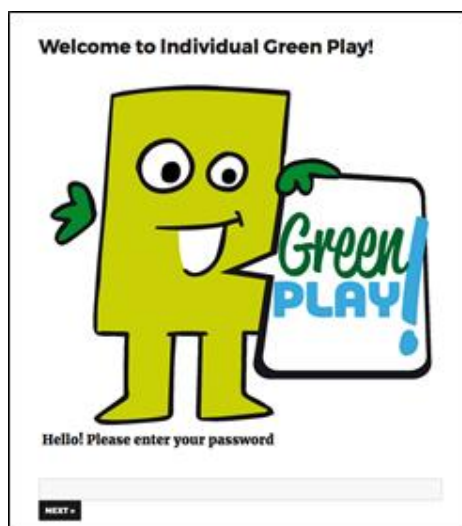 Welcome to Individual Green Play!
Green
PLAY!
Hello! Please enter your password
NEXT »